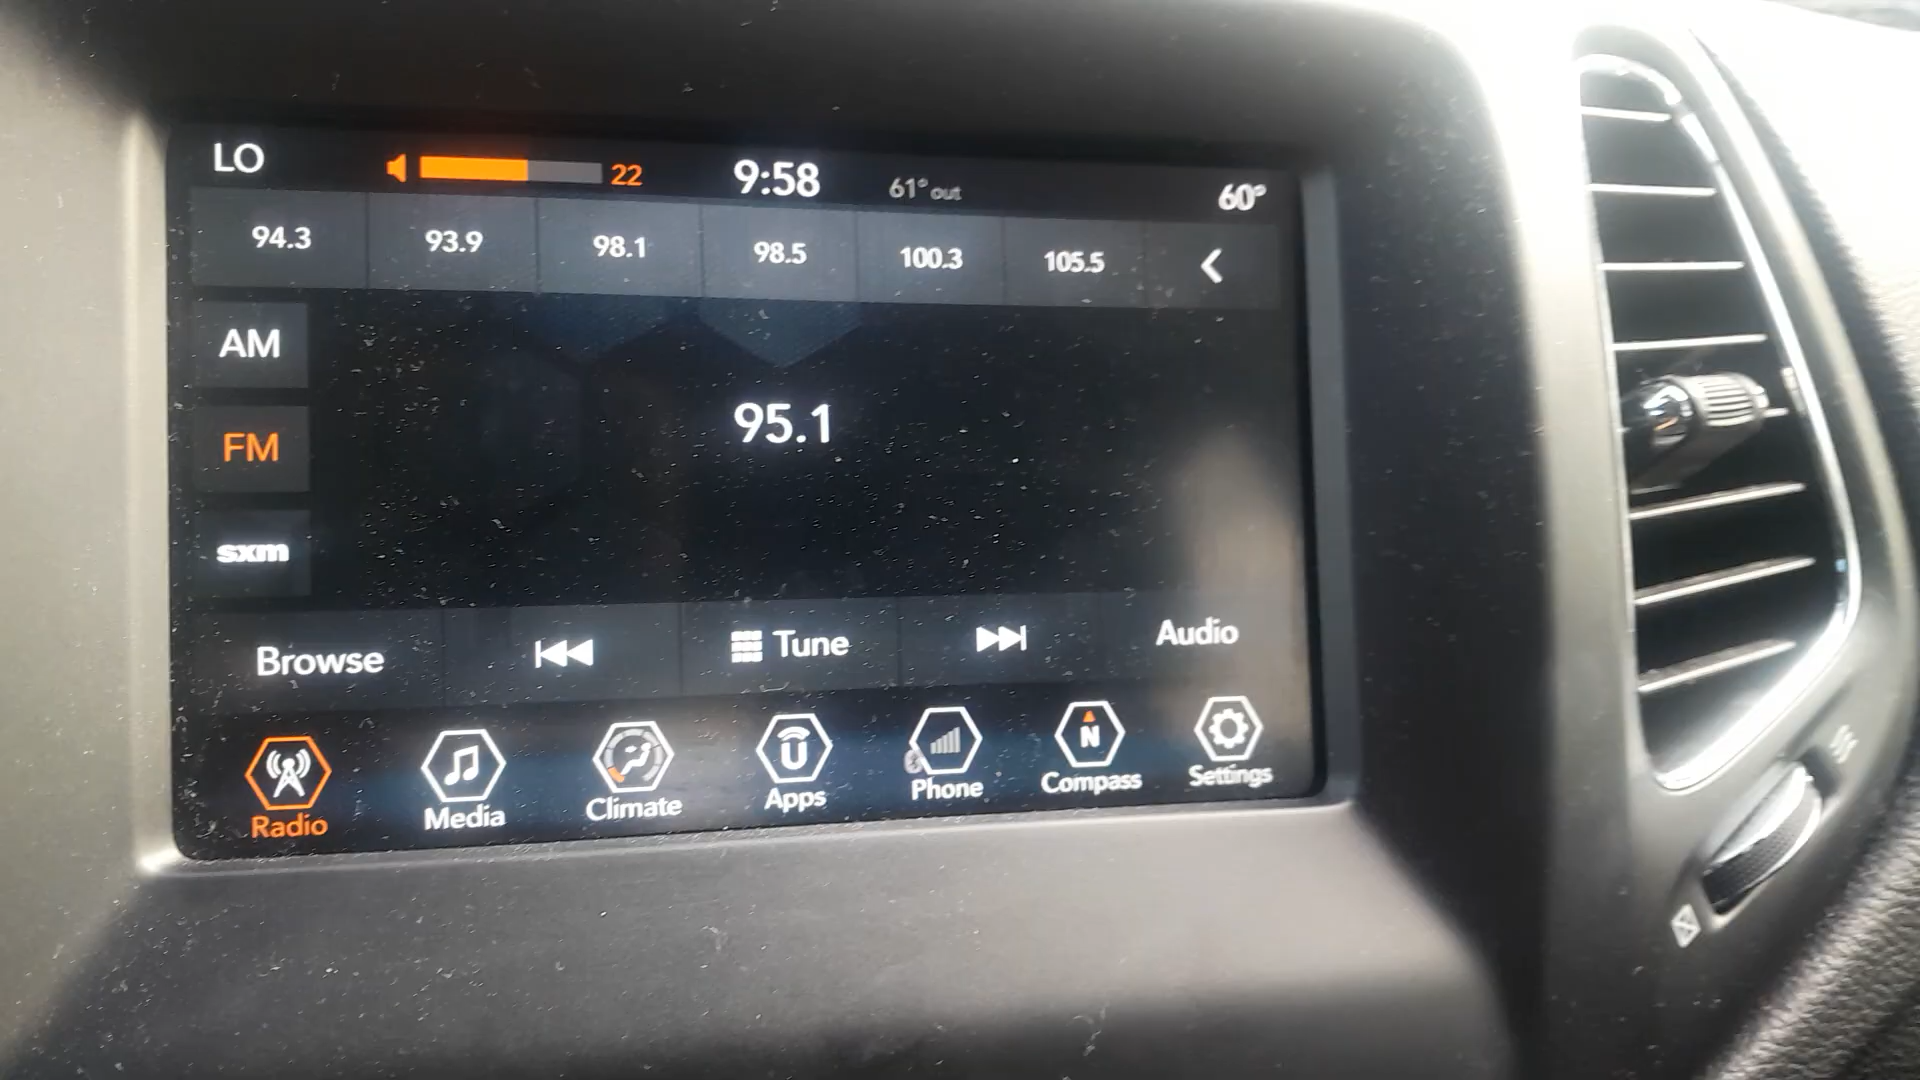 LO 22 9:58 61° out 60°
94.3 93.9 98.1 98.5 100.3 105.5
AM
95.1
FM
sxm
Browse Tune Audio
U N
Radio Media Climate Apps Phone Compass Settings